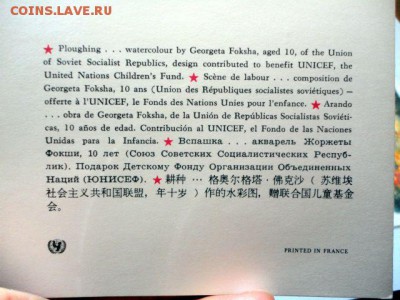 COINS.LAVE.RU
★ Ploughing . . . watercolour by Georgeta Foksha, aged 10, of the Union
of Soviet Socialist Republics, design contributed to benefit UNICEF, the
United Nations Children's Fund. ★ Scène de labour . . . composition de
Georgeta Foksha, 10 ans (Union des Républiques socialistes soviétiques) –
offerte à l'UNICEF, le Fonds des Nations Unies pour l'enfance. ★ Arando
. . . obra de Georgeta Foksha, de la Unión de Repúblicas Socialistas Soviéti-
cas, 10 años de edad. Contribución al UNICEF, el Fondo de las Naciones
Unidas para la Infancia. ★ Вспашка . . . акварель Жоржеты
Фокши, 10 лет (Союз Советских Социалистических Респуб-
лик). Подарок Детскому Фонду Организации Объединенных
Наций (ЮНИСЕФ). ★ 耕种 … 格奥尔格塔·佛克沙 ( 苏维埃
社会主义共和国联盟, 年十岁 ) 作的水彩图, 赠联合国儿童基金
会。
PRINTED IN FRANCE